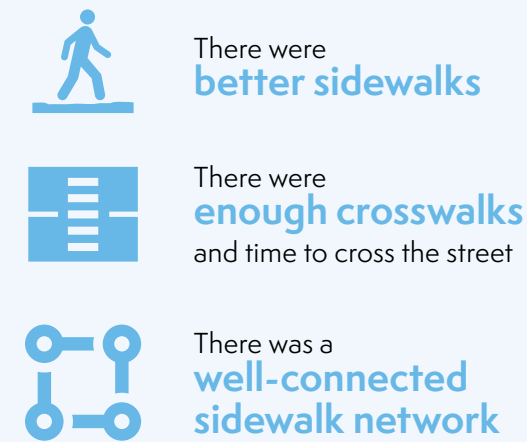 There were
better sidewalks
There were
enough crosswalks
and time to cross the street
There was a
well-connected
sidewalk network